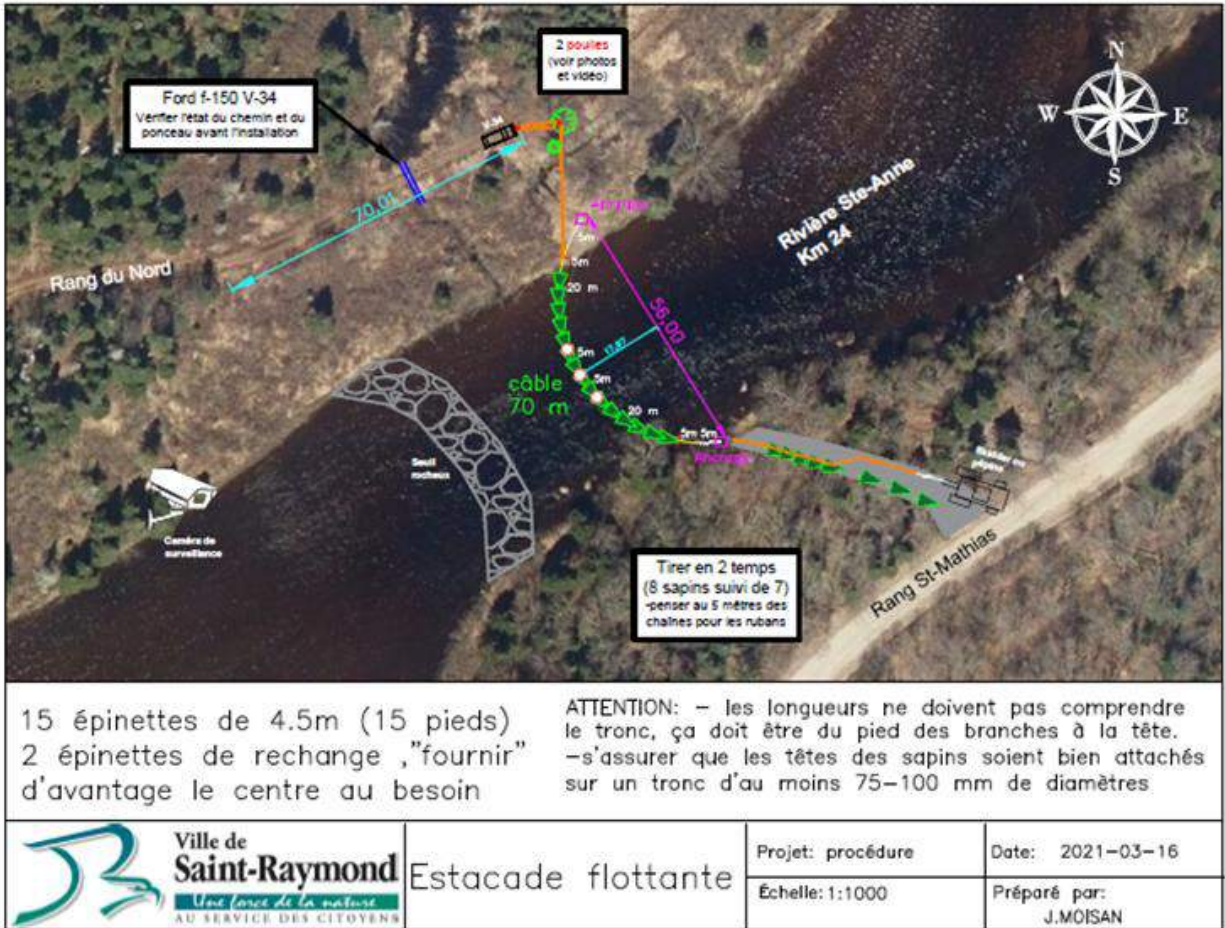 2 poulies
(voir photos
et vidéo)
Ford f-150 V-34
Vérifier l'état du chemin et du
ponceau avant l'installation
V-34
N
W
E
S
70,01
Rang du Nord
Rivière Ste-Anne
Km 24
5m
5m
20 m
56,00
17,97
5m
5m
câble
70 m
20 m
5m 5m
Ancrage
Seuil
rocheux
Caméra de
surveillance
Tirer en 2 temps
(8 sapins suivi de 7)
-penser au 5 mètres des
chaînes pour les rubans
Rang St-Mathias
15 épinettes de 4.5m (15 pieds)
2 épinettes de rechange ,"fournir"
d'avantage le centre au besoin
ATTENTION: - les longueurs ne doivent pas comprendre
le tronc, ça doit être du pied des branches à la tête.
-s'assurer que les têtes des sapins soient bien attachés
sur un tronc d'au moins 75-100 mm de diamètres
Ville de
Saint-Raymond
Une force de la nature
AU SERVICE DES CITOYENS
Estacade flottante
Projet: procédure
Date: 2021-03-16
Échelle: 1:1000
Préparé par:
J.MOISAN